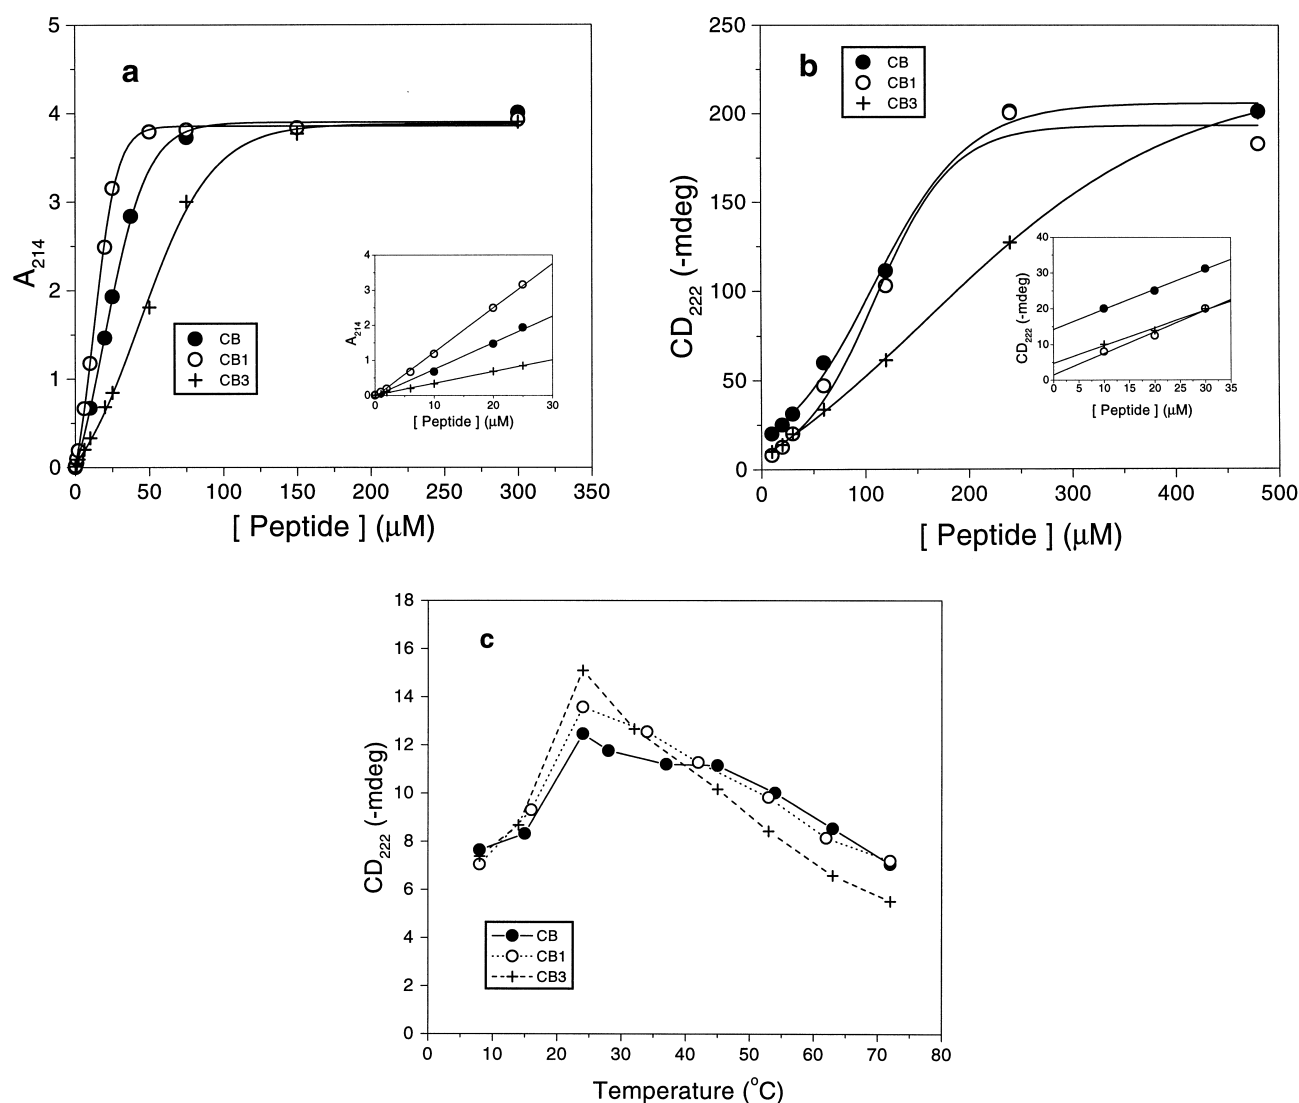 a
5
4
3
2
1
0
A214
CB
CB1
CB3
0 50 100 150 200 250 300 350
[ Peptide ] (μM)
4
3
2
1
0
A214
0 10 20 30
[ Peptide ] (μM)
b
250
200
150
100
50
0
CD222 (-mdeg)
CB
CB1
CB3
0 100 200 300 400 500
[ Peptide ] (μM)
40
30
20
10
0
CD222 (-mdeg)
0 5 10 15 20 25 30 35
[ Peptide ] (μM)
c
18
16
14
12
10
8
6
4
2
0
CD222 (-mdeg)
CB
CB1
CB3
0 10 20 30 40 50 60 70 80
Temperature (°C)